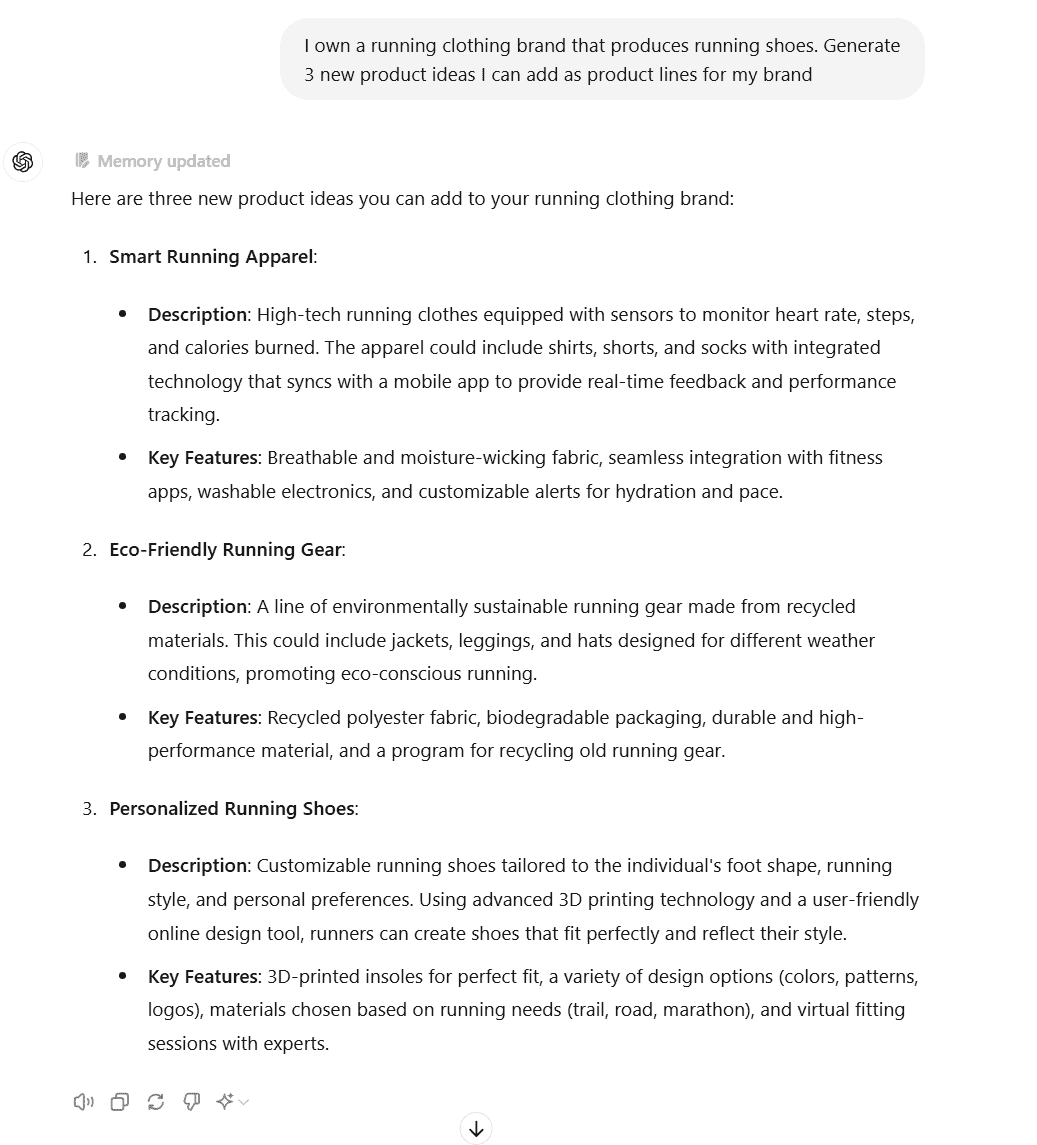 I own a running clothing brand that produces running shoes. Generate
3 new product ideas I can add as product lines for my brand
Memory updated
Here are three new product ideas you can add to your running clothing brand:
1. Smart Running Apparel:
• Description: High-tech running clothes equipped with sensors to monitor heart rate, steps,
and calories burned. The apparel could include shirts, shorts, and socks with integrated
technology that syncs with a mobile app to provide real-time feedback and performance
tracking.
• Key Features: Breathable and moisture-wicking fabric, seamless integration with fitness
apps, washable electronics, and customizable alerts for hydration and pace.
2. Eco-Friendly Running Gear:
• Description: A line of environmentally sustainable running gear made from recycled
materials. This could include jackets, leggings, and hats designed for different weather
conditions, promoting eco-conscious running.
• Key Features: Recycled polyester fabric, biodegradable packaging, durable and high-
performance material, and a program for recycling old running gear.
3. Personalized Running Shoes:
• Description: Customizable running shoes tailored to the individual's foot shape, running
style, and personal preferences. Using advanced 3D printing technology and a user-friendly
online design tool, runners can create shoes that fit perfectly and reflect their style.
• Key Features: 3D-printed insoles for perfect fit, a variety of design options (colors, patterns,
logos), materials chosen based on running needs (trail, road, marathon), and virtual fitting
sessions with experts.